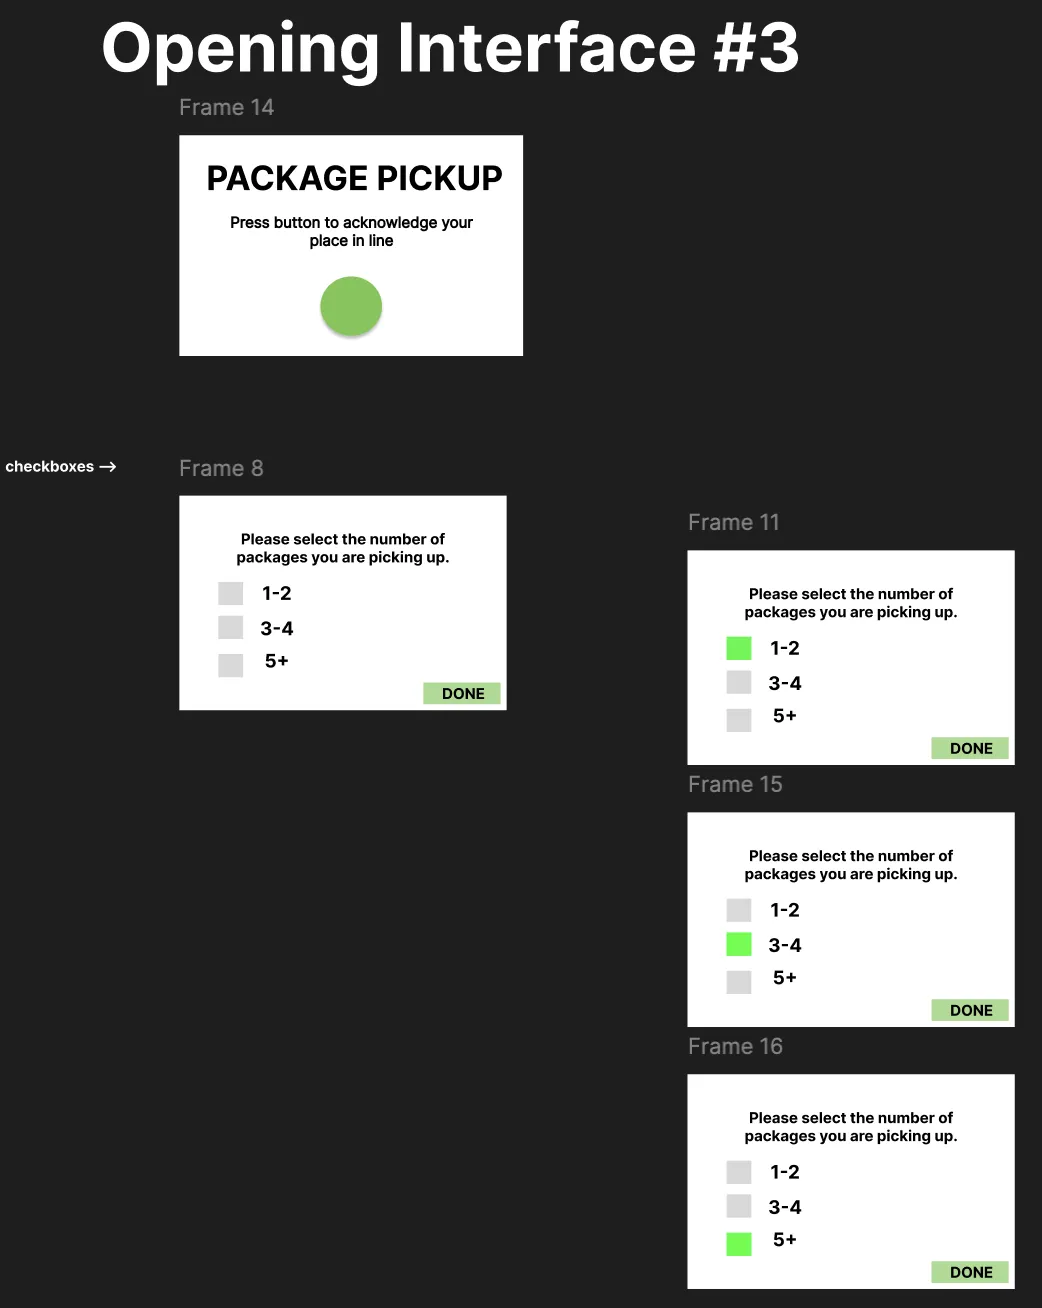 Opening Interface #3
Frame 14
PACKAGE PICKUP
Press button to acknowledge your
place in line
checkboxes →
Frame 8
Please select the number of
packages you are picking up.
1-2
3-4
5+
DONE
Frame 11
Please select the number of
packages you are picking up.
1-2
3-4
5+
DONE
Frame 15
Please select the number of
packages you are picking up.
1-2
3-4
5+
DONE
Frame 16
Please select the number of
packages you are picking up.
1-2
3-4
5+
DONE